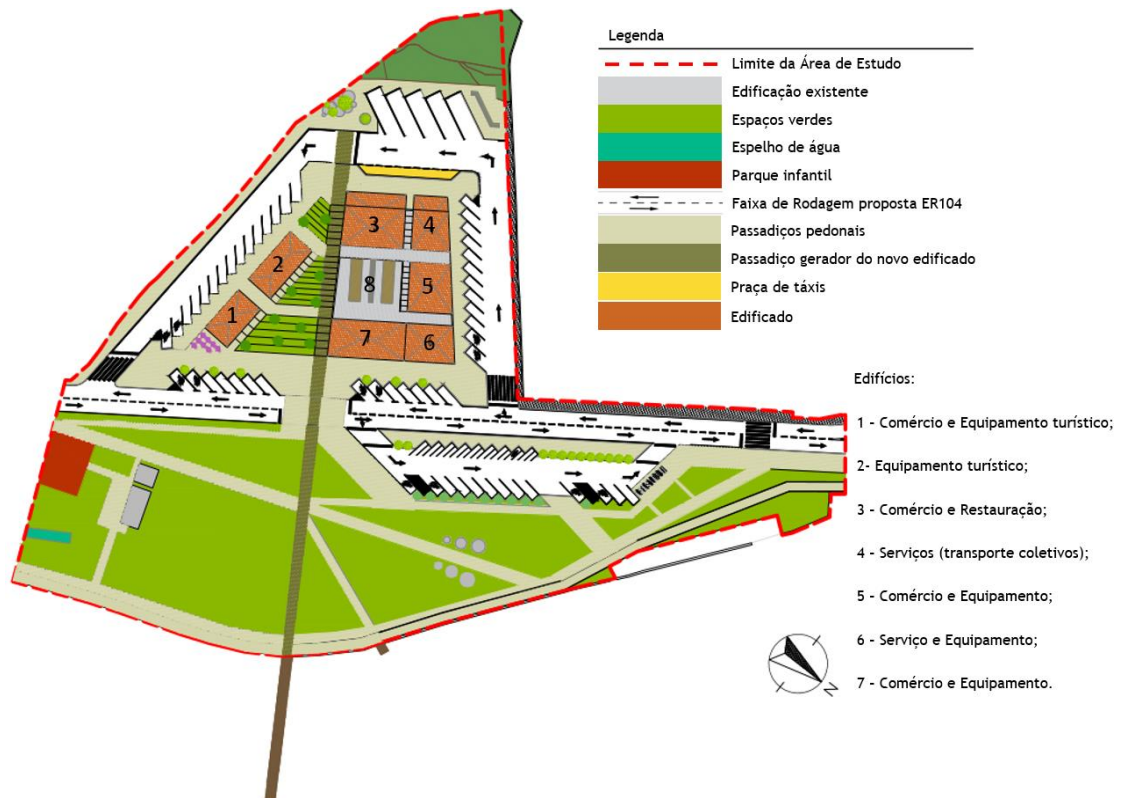 Legenda
Limite da Área de Estudo
Edificação existente
Espaços verdes
Espelho de água
Parque infantil
Faixa de Rodagem proposta ER104
Passadiços pedonais
Passadiço gerador do novo edificado
Praça de táxis
Edificado
3 4
2
8 5
1
7 6
Edifícios:
1 - Comércio e Equipamento turístico;
2- Equipamento turístico;
3 - Comércio e Restauração;
4 - Serviços (transporte coletivos);
5 - Comércio e Equipamento;
6 - Serviço e Equipamento;
7 - Comércio e Equipamento.
N